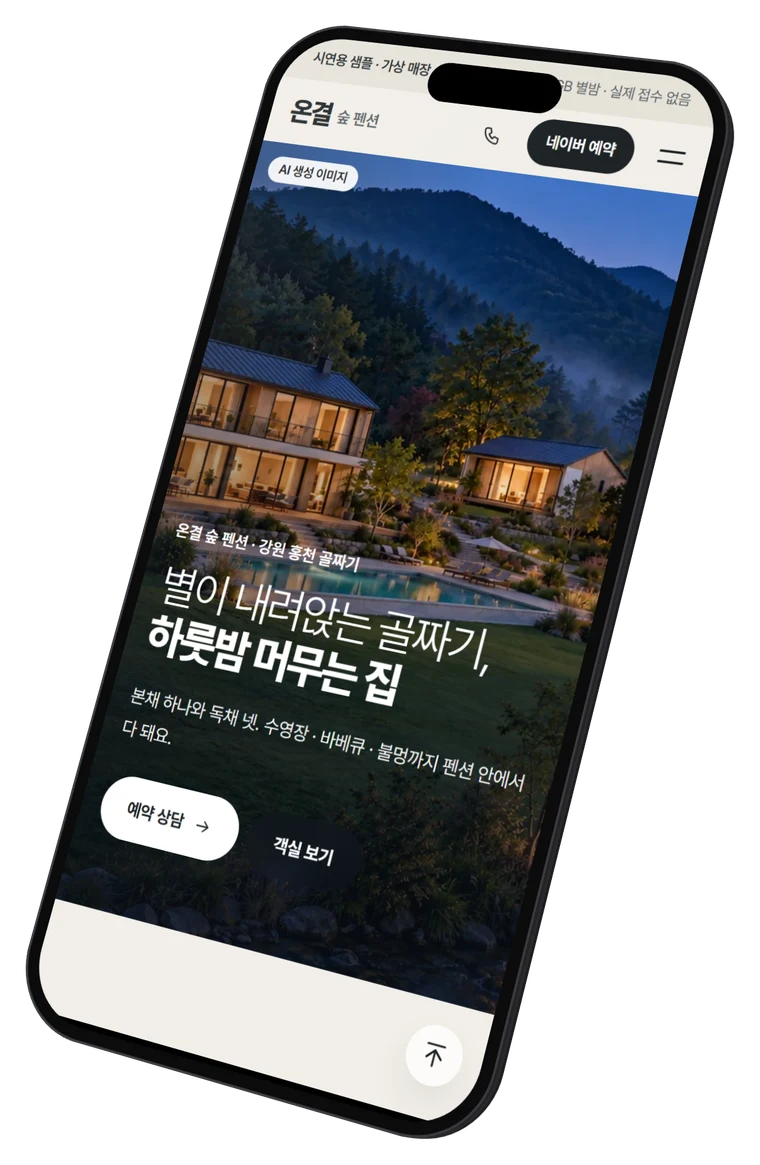 시연용 샘플 · 가상 매장
별밤 · 실제 접수 없음
온결 숲 펜션
네이버 예약
AI 생성 이미지
온결 숲 펜션 · 강원 홍천 골짜기
별이 내려앉는 골짜기,
하룻밤 머무는 집
본채 하나와 독채 넷. 수영장 · 바베큐 · 불멍까지 펜션 안에서
다 돼요.
예약 상담 →
객실 보기